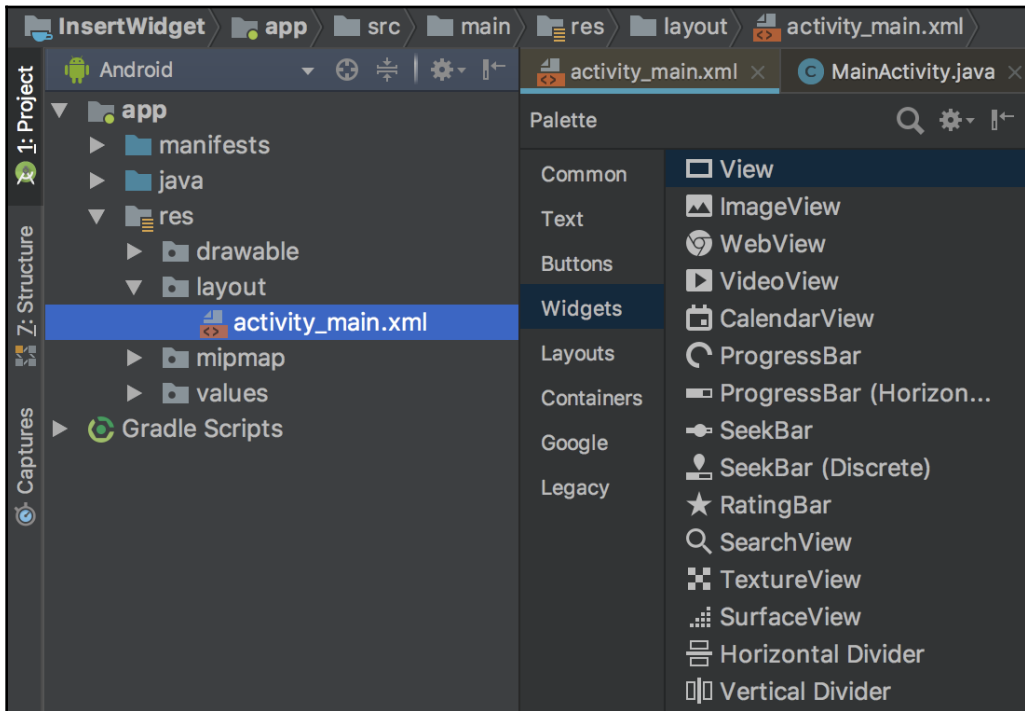 InsertWidget app src main res layout activity_main.xml
1: Project
7: Structure
Captures
Android
app
manifests
java
res
drawable
layout
activity_main.xml
mipmap
values
Gradle Scripts
activity_main.xml MainActivity.java
Palette
Common
Text
Buttons
Widgets
Layouts
Containers
Google
Legacy
View
ImageView
WebView
VideoView
CalendarView
ProgressBar
ProgressBar (Horizon...
SeekBar
SeekBar (Discrete)
RatingBar
SearchView
TextureView
SurfaceView
Horizontal Divider
Vertical Divider